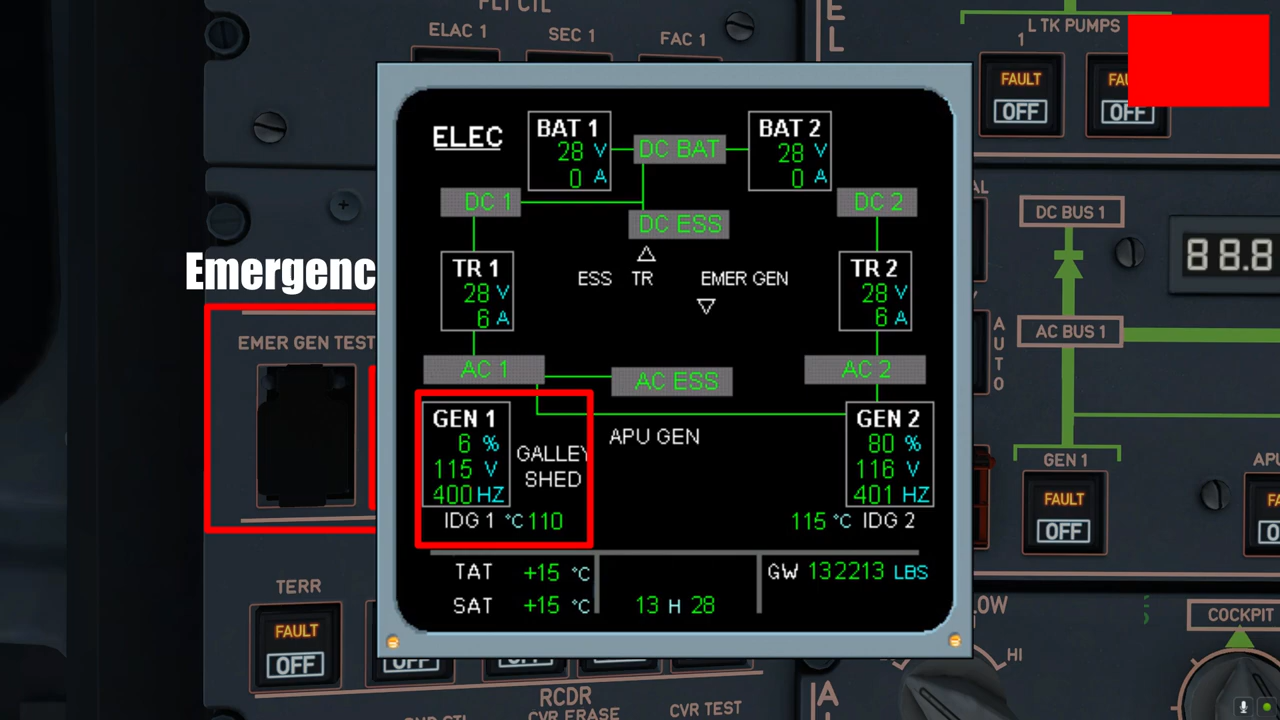 FLT CTL
ELAC 1 SEC 1 FAC 1
L TK PUMPS
1
FAULT
OFF
OFF
ELEC
BAT 1
28 V
0 A
DC BAT
BAT 2
28 V
0 A
DC 1
DC 2
DC ESS
TR 1
28 V
6 A
ESS TR
EMER GEN
TR 2
28 V
6 A
AC 1
AC ESS
AC 2
GEN 1
6 %
115 V
400 HZ
GALLEY
SHED
APU GEN
GEN 2
80 %
116 V
401 HZ
IDG 1 °C 110
115 °C IDG 2
TAT +15 °C
SAT +15 °C
13 H 28
GW 132213 LBS
Emergenc
EMER GEN TEST
DC BUS 1
88.8
AUTO
AC BUS 1
GEN 1
FAULT
OFF
TERR
FAULT
OFF
OFF
RCDR
CVR ERASE
CVR TEST
HI
COCKPIT